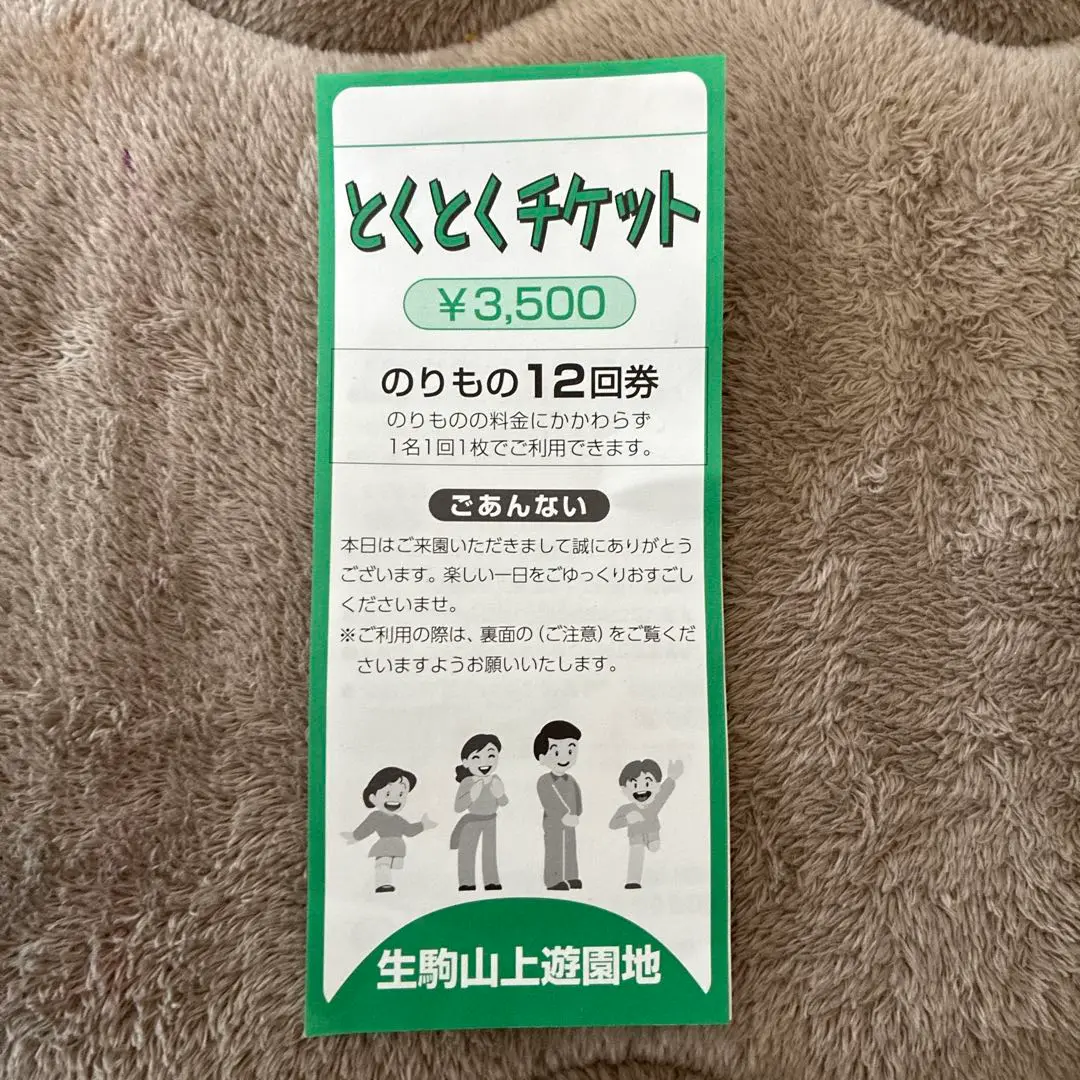 とくとくチケット
￥3,500
のりもの12回券
のりものの料金にかかわらず
1名1回1枚でご利用できます。
ごあんない
本日はご来園いただきまして誠にありがとう
ございます。楽しい一日をごゆっくりおすごし
くださいませ。
※ご利用の際は、裏面の(ご注意)をご覧くだ
さいますようお願いいたします。
生駒山上遊園地